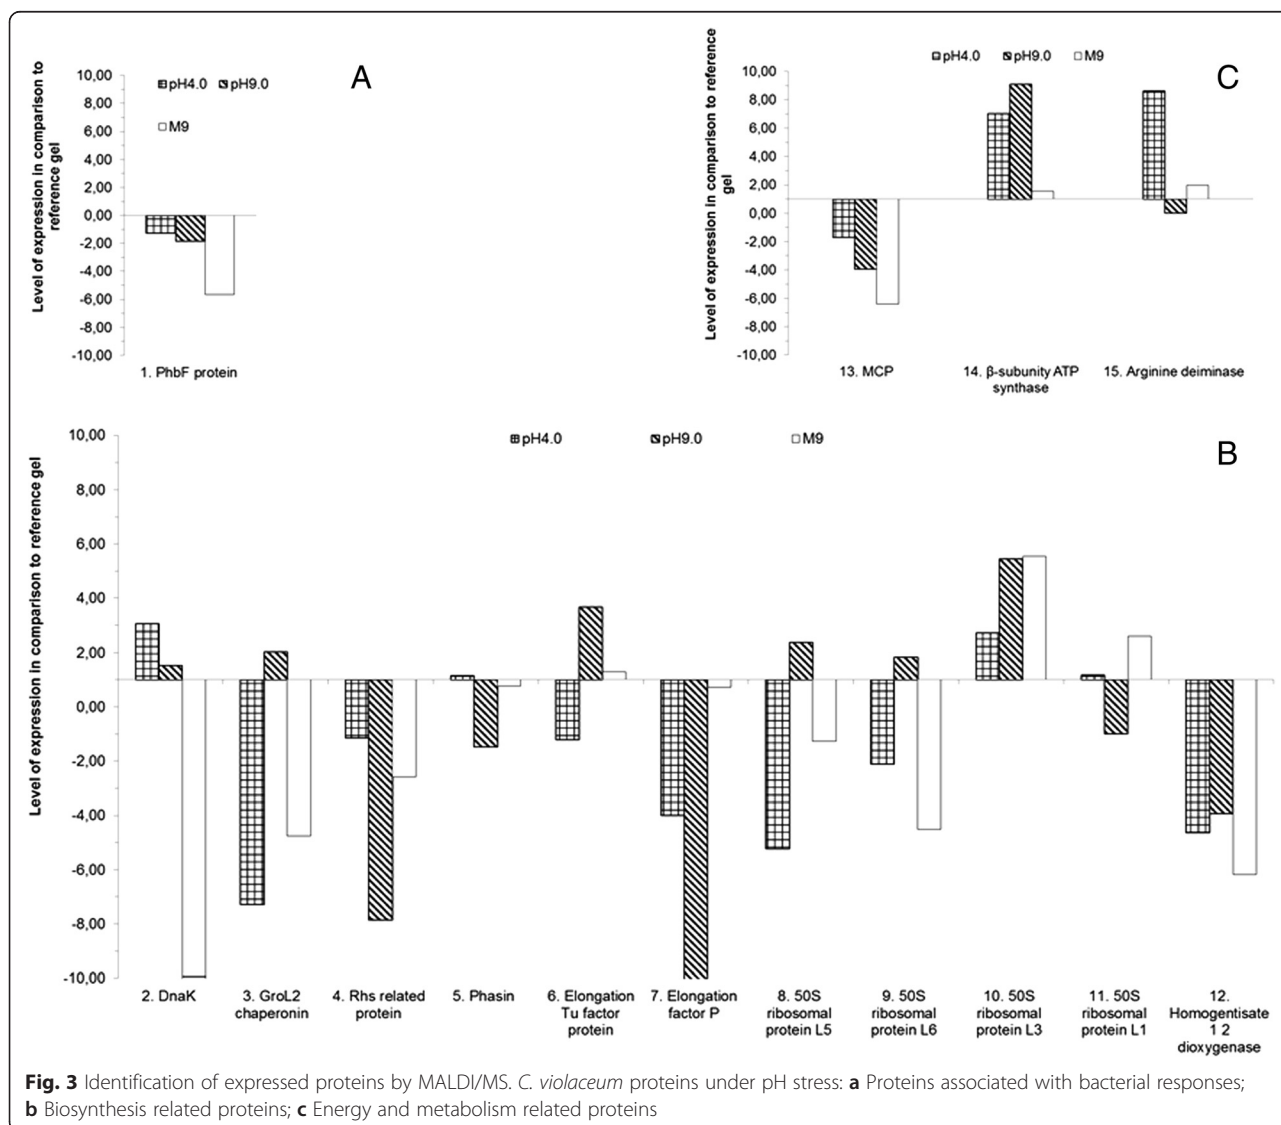 A
Level of expression in comparison to
reference gel
10,00
8,00
6,00
4,00
2,00
0,00
-2,00
-4,00
-6,00
-8,00
-10,00
pH4.0 pH9.0
M9
1. PhbF protein
C
Level of expression in comparison to reference
gel
pH4.0 pH9.0 M9
10,00
8,00
6,00
4,00
2,00
0,00
-2,00
-4,00
-6,00
-8,00
-10,00
13. MCP
14. β-subunity ATP
synthase
15. Arginine deiminase
B
Level of expression in comparison to reference gel
pH4.0 pH9.0 M9
10,00
8,00
6,00
4,00
2,00
0,00
-2,00
-4,00
-6,00
-8,00
-10,00
2. DnaK
3. GroL2
chaperonin
4. Rhs related
protein
5. Phasin
6. Elongation
Tu factor
protein
7. Elongation
factor P
8. 50S
ribosomal
protein L5
9. 50S
ribosomal
protein L6
10. 50S
ribosomal
protein L3
11. 50S
ribosomal
protein L1
12.
Homogentisate
1 2
dioxygenase
Fig. 3 Identification of expressed proteins by MALDI/MS. C. violaceum proteins under pH stress: a Proteins associated with bacterial responses;
b Biosynthesis related proteins; c Energy and metabolism related proteins